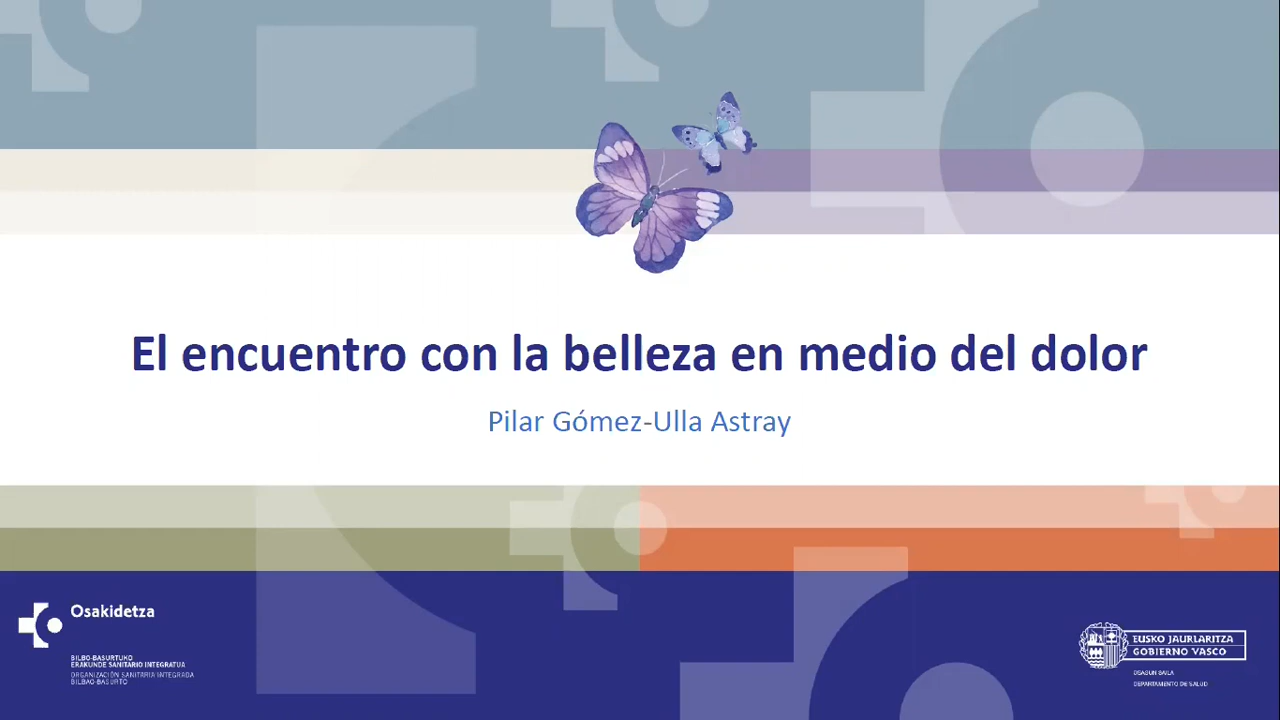 El encuentro con la belleza en medio del dolor
Pilar Gómez-Ulla Astray
Osakidetza
BILBO-BASURTUKO
ERAKUNDE SANITARIO INTEGRATUA
ORGANIZACIÓN SANITARIA INTEGRADA
BILBAO-BASURTO
EUSKO JAURLARITZA
GOBIERNO VASCO
OSASUN SAILA
DEPARTAMENTO DE SALUD